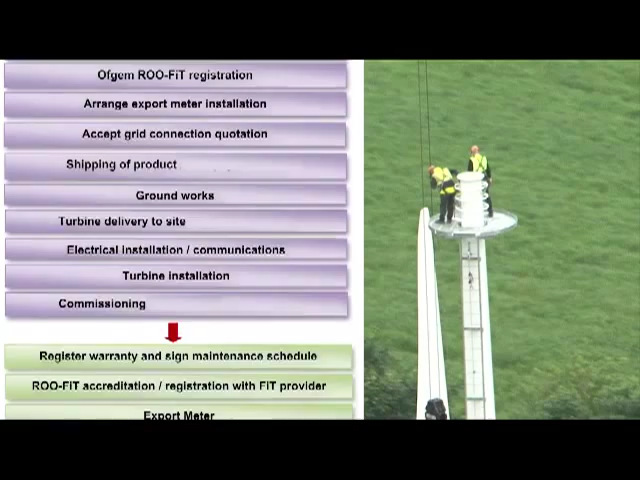 Ofgem ROO-FiT registration
Arrange export meter installation
Accept grid connection quotation
Shipping of product
Ground works
Turbine delivery to site
Electrical installation / communications
Turbine installation
Commissioning
Register warranty and sign maintenance schedule
ROO-FiT accreditation / registration with FiT provider
Export Meter